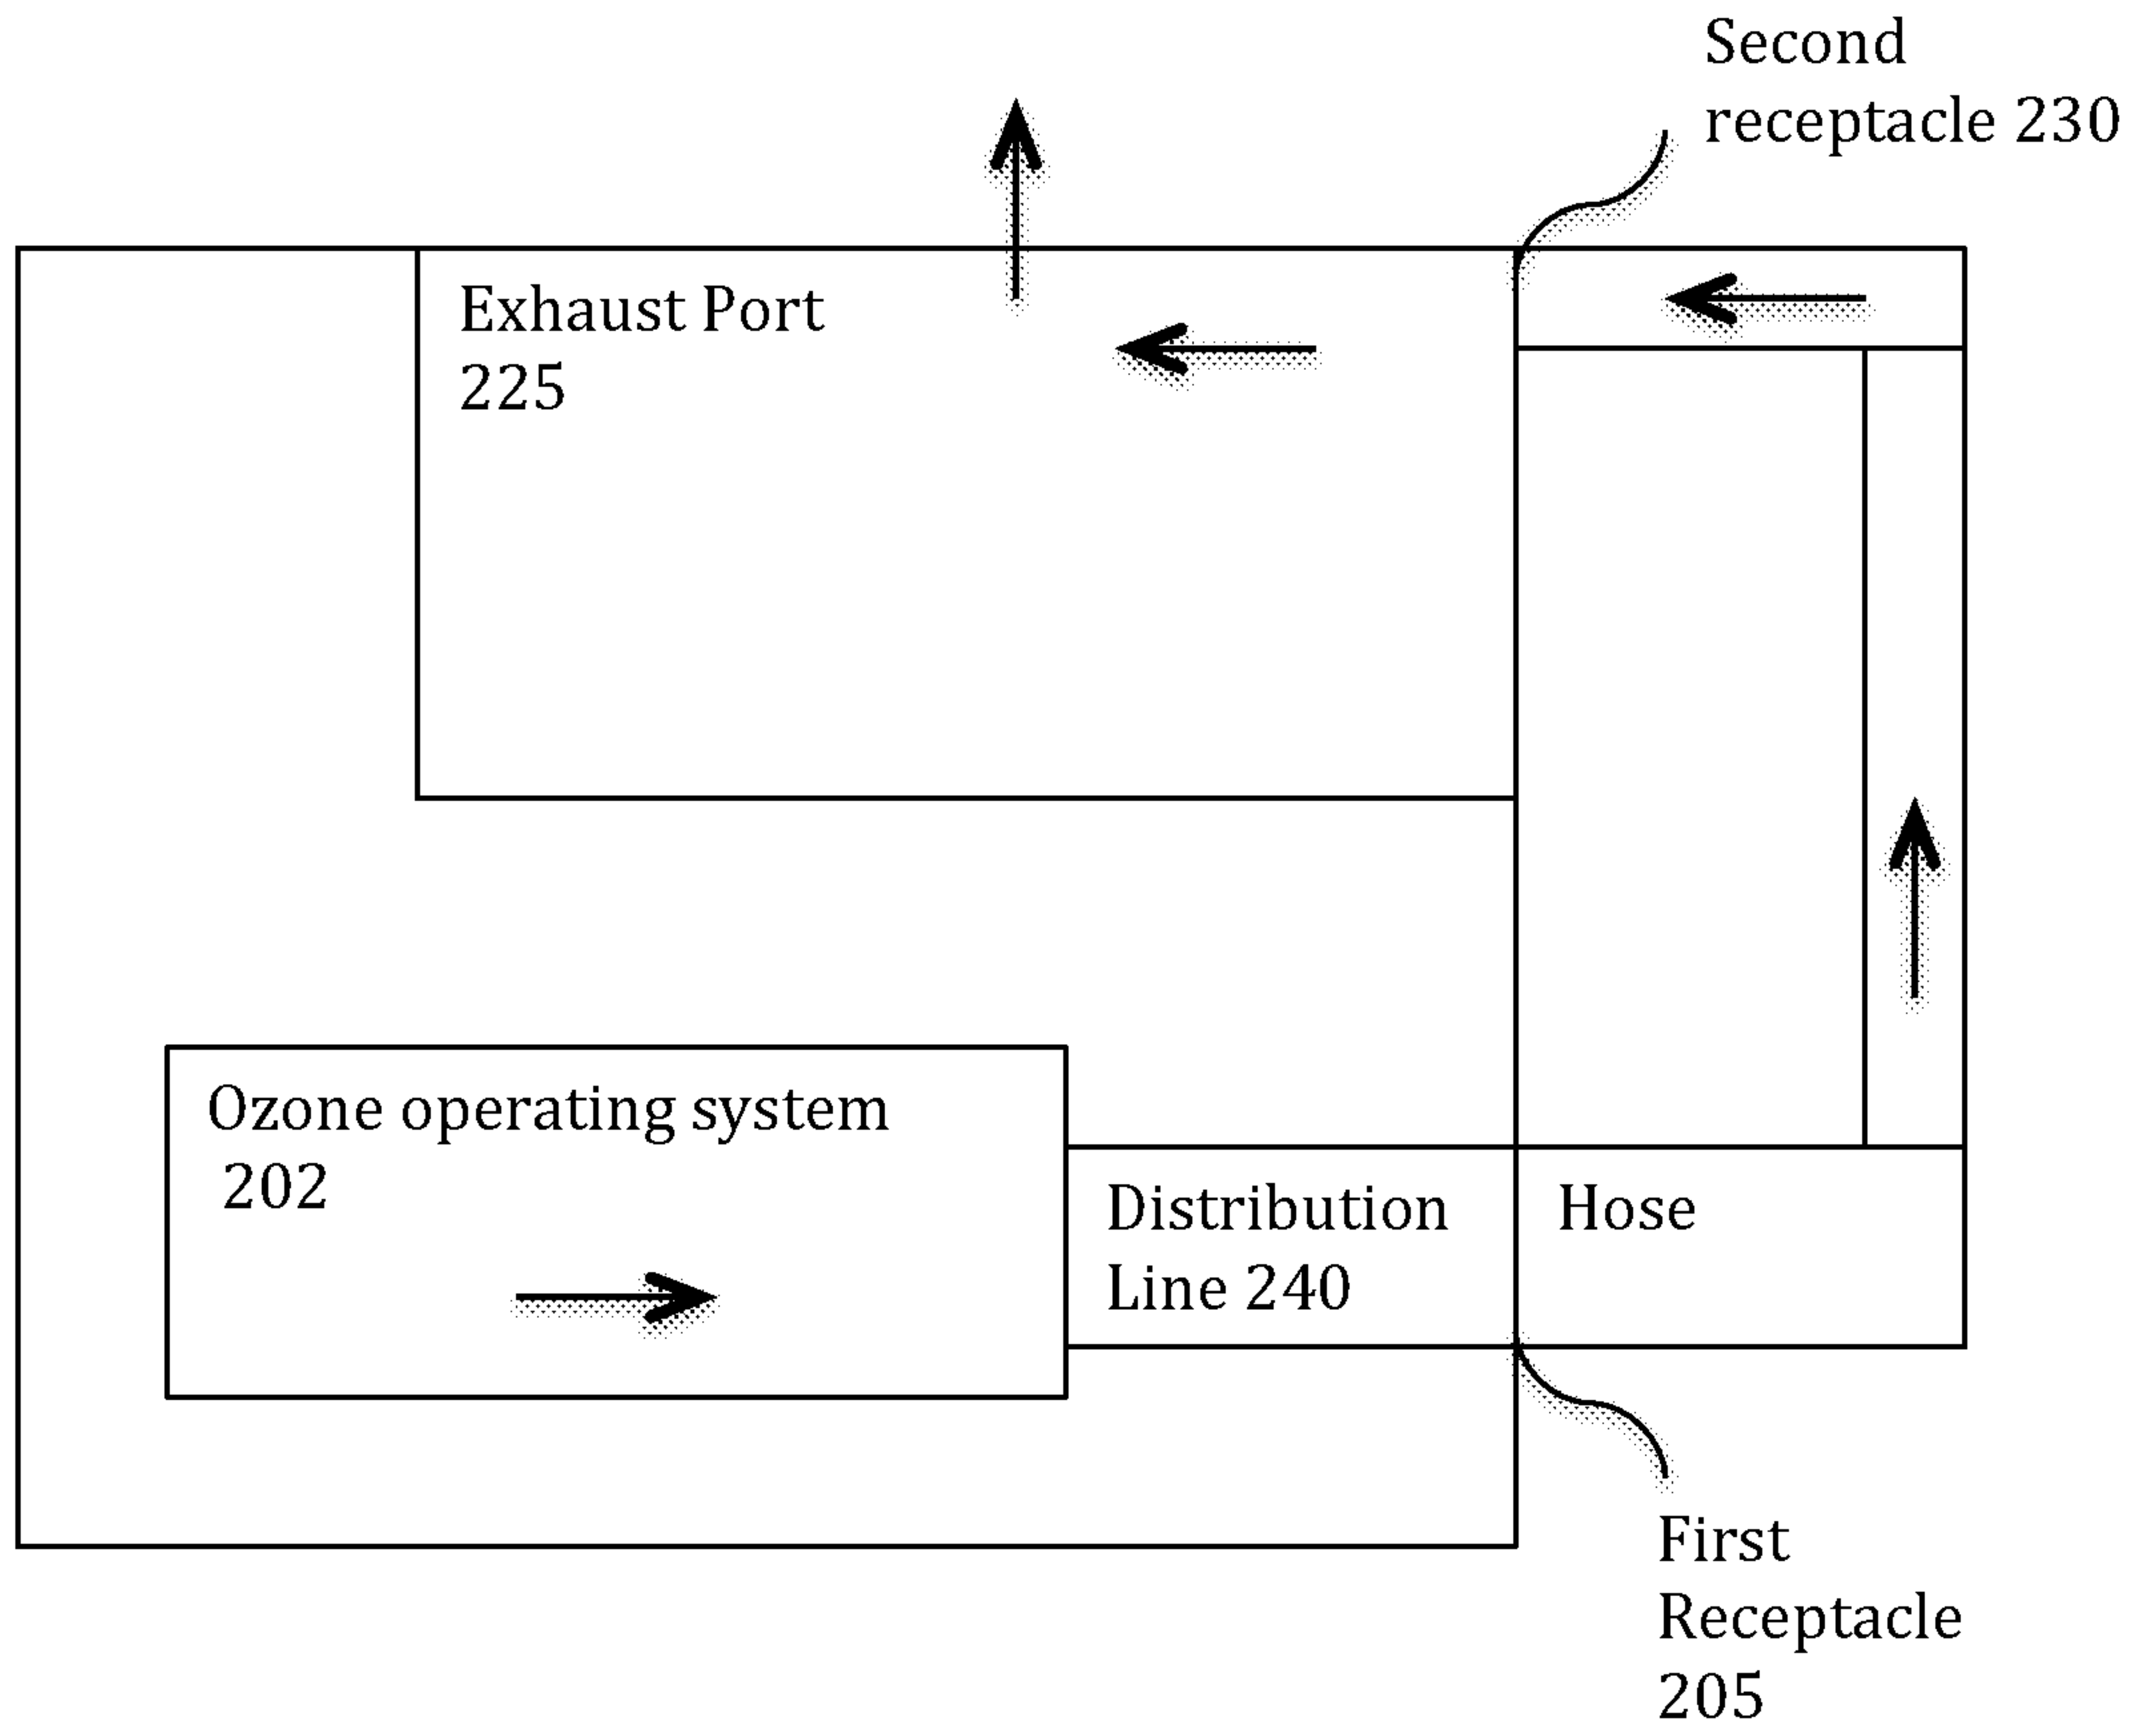 Second
receptacle 230
Exhaust Port
225
Ozone operating system
202
Distribution
Line 240
Hose
First
Receptacle
205